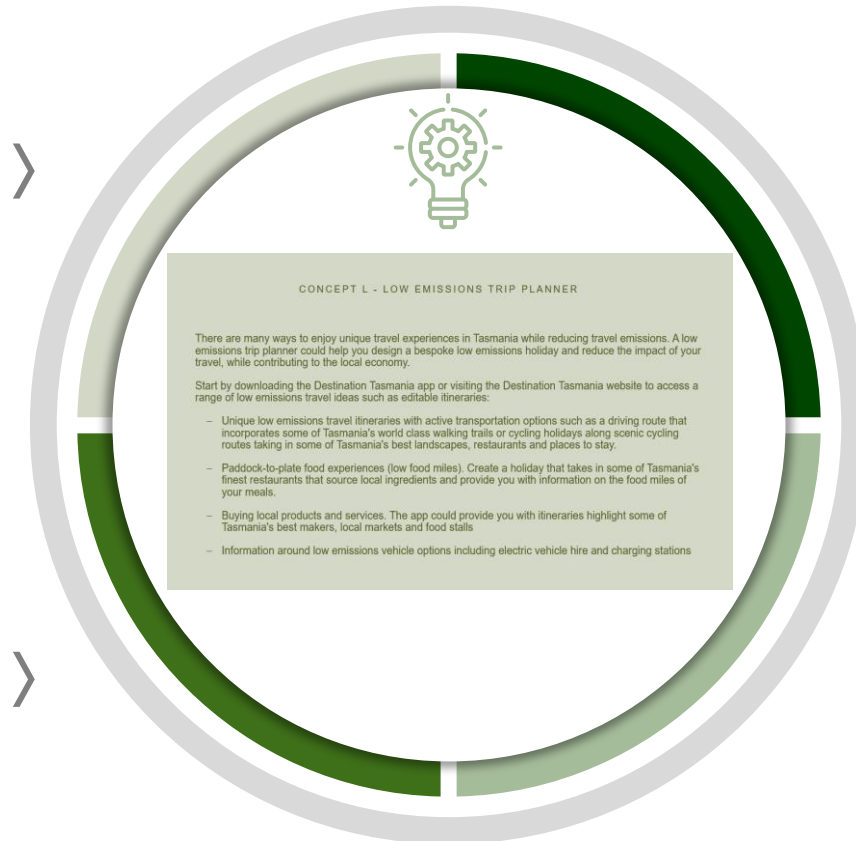 CONCEPT L - LOW EMISSIONS TRIP PLANNER
There are many ways to enjoy unique travel experiences in Tasmania while reducing travel emissions. A low
emissions trip planner could help you design a bespoke low emissions holiday and reduce the impact of your
travel, while contributing to the local economy.
Start by downloading the Destination Tasmania app or visiting the Destination Tasmania website to access a
range of low emissions travel ideas such as editable itineraries:
– Unique low emissions travel itineraries with active transportation options such as a driving route that
incorporates some of Tasmania's world class walking trails or cycling holidays along scenic cycling
routes taking in some of Tasmania's best landscapes, restaurants and places to stay.
– Paddock-to-plate food experiences (low food miles). Create a holiday that takes in some of Tasmania's
finest restaurants that source local ingredients and provide you with information on the food miles of
your meals.
– Buying local products and services. The app could provide you with itineraries highlight some of
Tasmania's best makers, local markets and food stalls
– Information around low emissions vehicle options including electric vehicle hire and charging stations